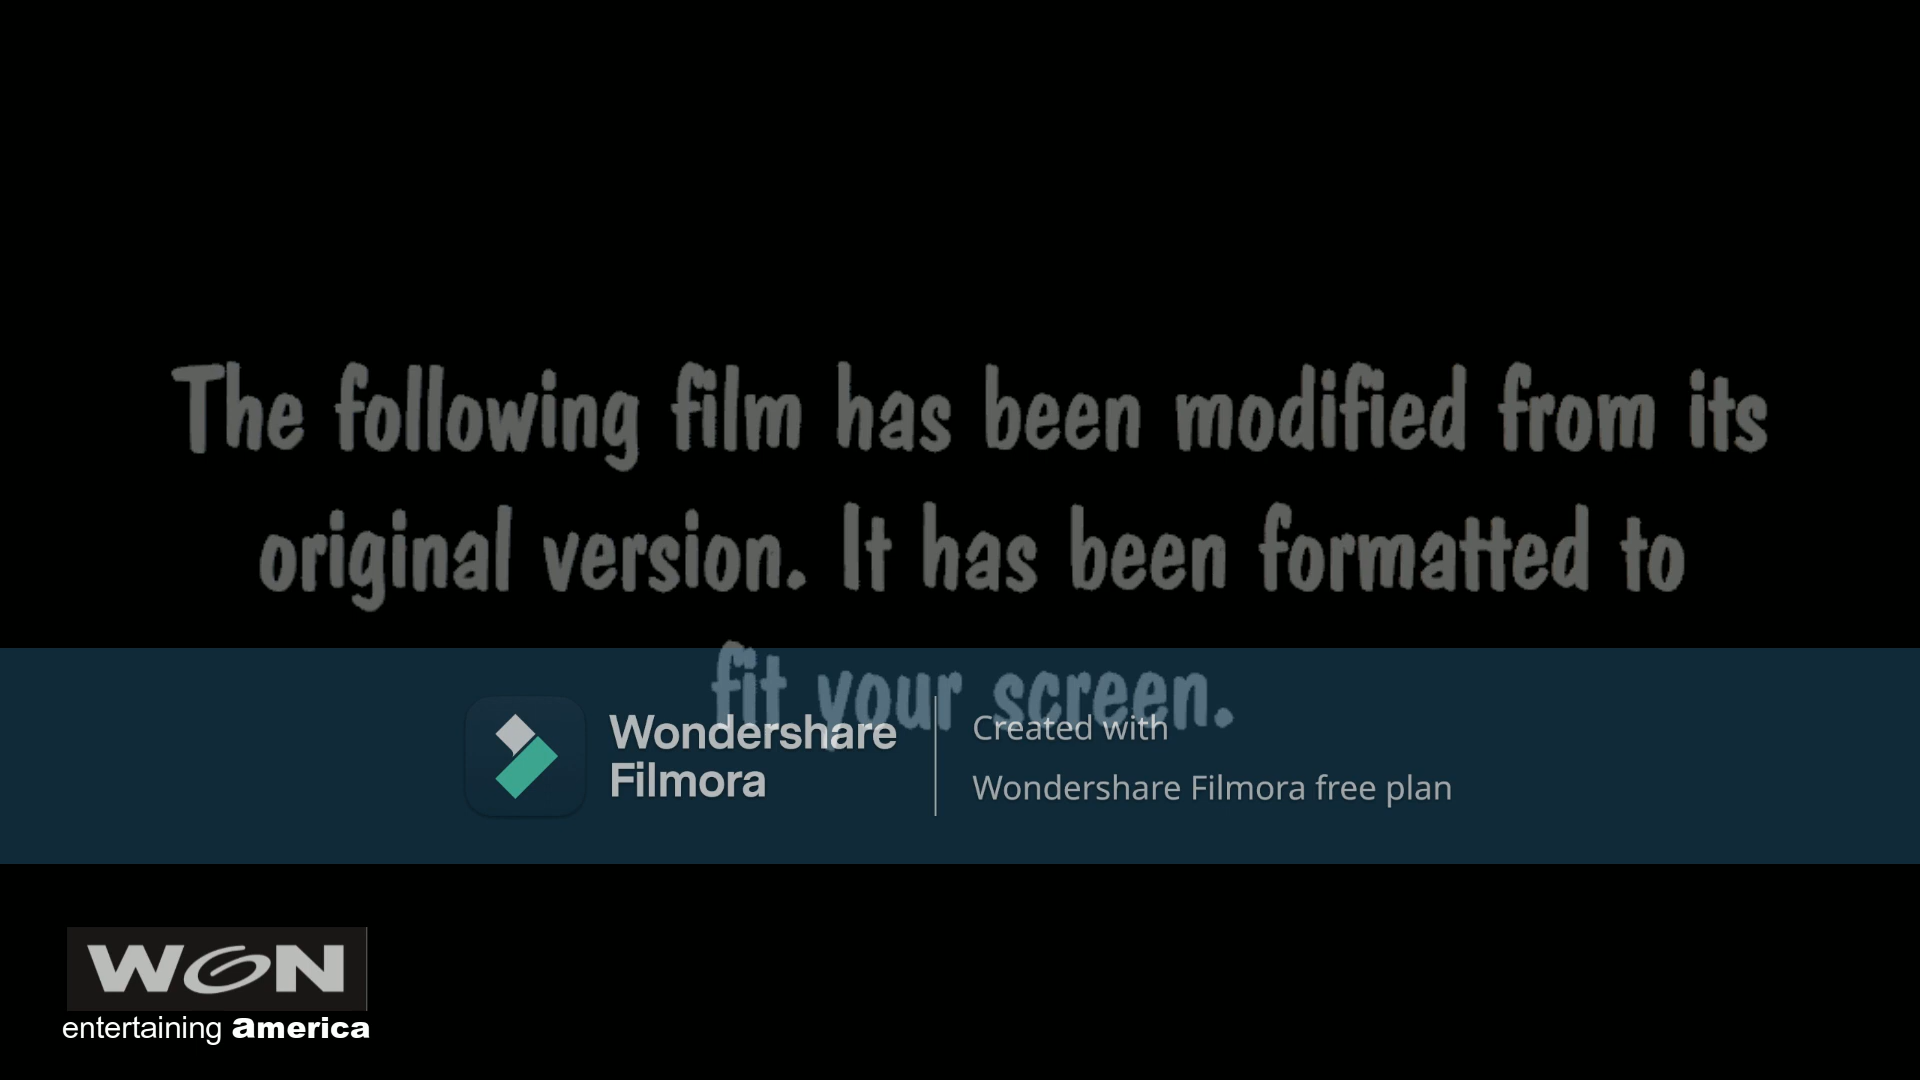 The following film has been modified from its
original version. It has been formatted to
fit your screen.
Wondershare
Filmora
Created with
Wondershare Filmora free plan
WGN
entertaining america